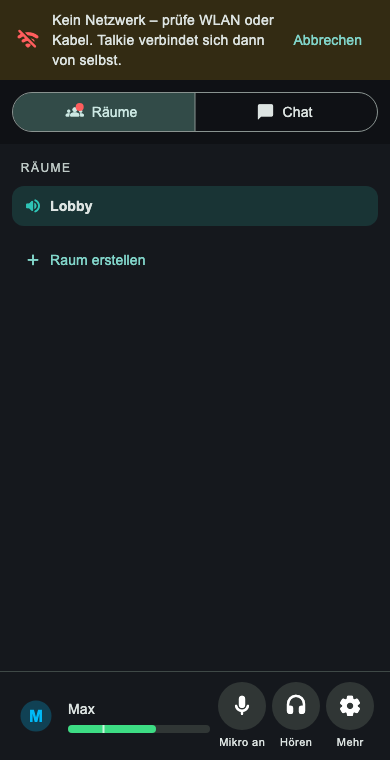 Kein Netzwerk – prüfe WLAN oder
Kabel. Talkie verbindet sich dann
von selbst.
Abbrechen
Räume
Chat
RÄUME
Lobby
Raum erstellen
M
Max
Mikro an
Hören
Mehr